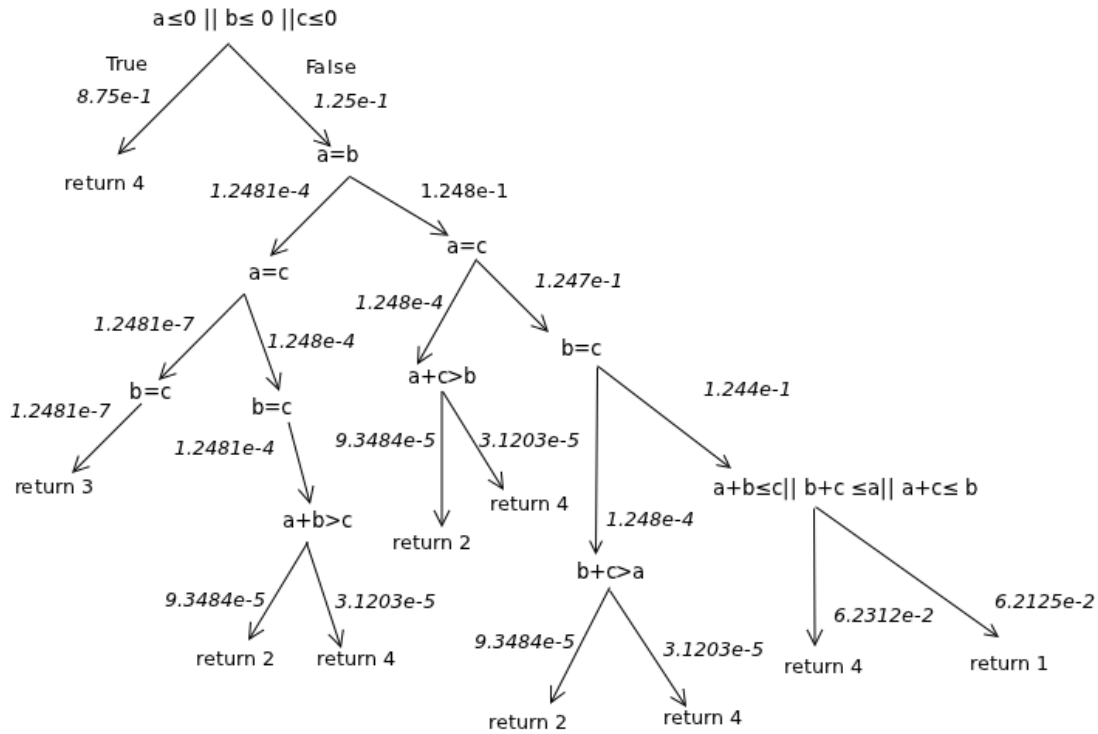 a≤0 || b≤ 0 ||c≤0
True
False
8.75e-1
1.25e-1
a=b
return 4
1.2481e-4
1.248e-1
a=c
a=c
1.247e-1
1.248e-4
1.2481e-7
1.248e-4
b=c
a+c>b
b=c
b=c
1.244e-1
1.2481e-7
9.3484e-5
3.1203e-5
1.2481e-4
return 3
a+b≤c|| b+c ≤a|| a+c≤ b
return 4
a+b>c
1.248e-4
return 2
b+c>a
9.3484e-5
3.1203e-5
6.2312e-2
6.2125e-2
9.3484e-5
3.1203e-5
return 2
return 4
return 4
return 1
return 2
return 4